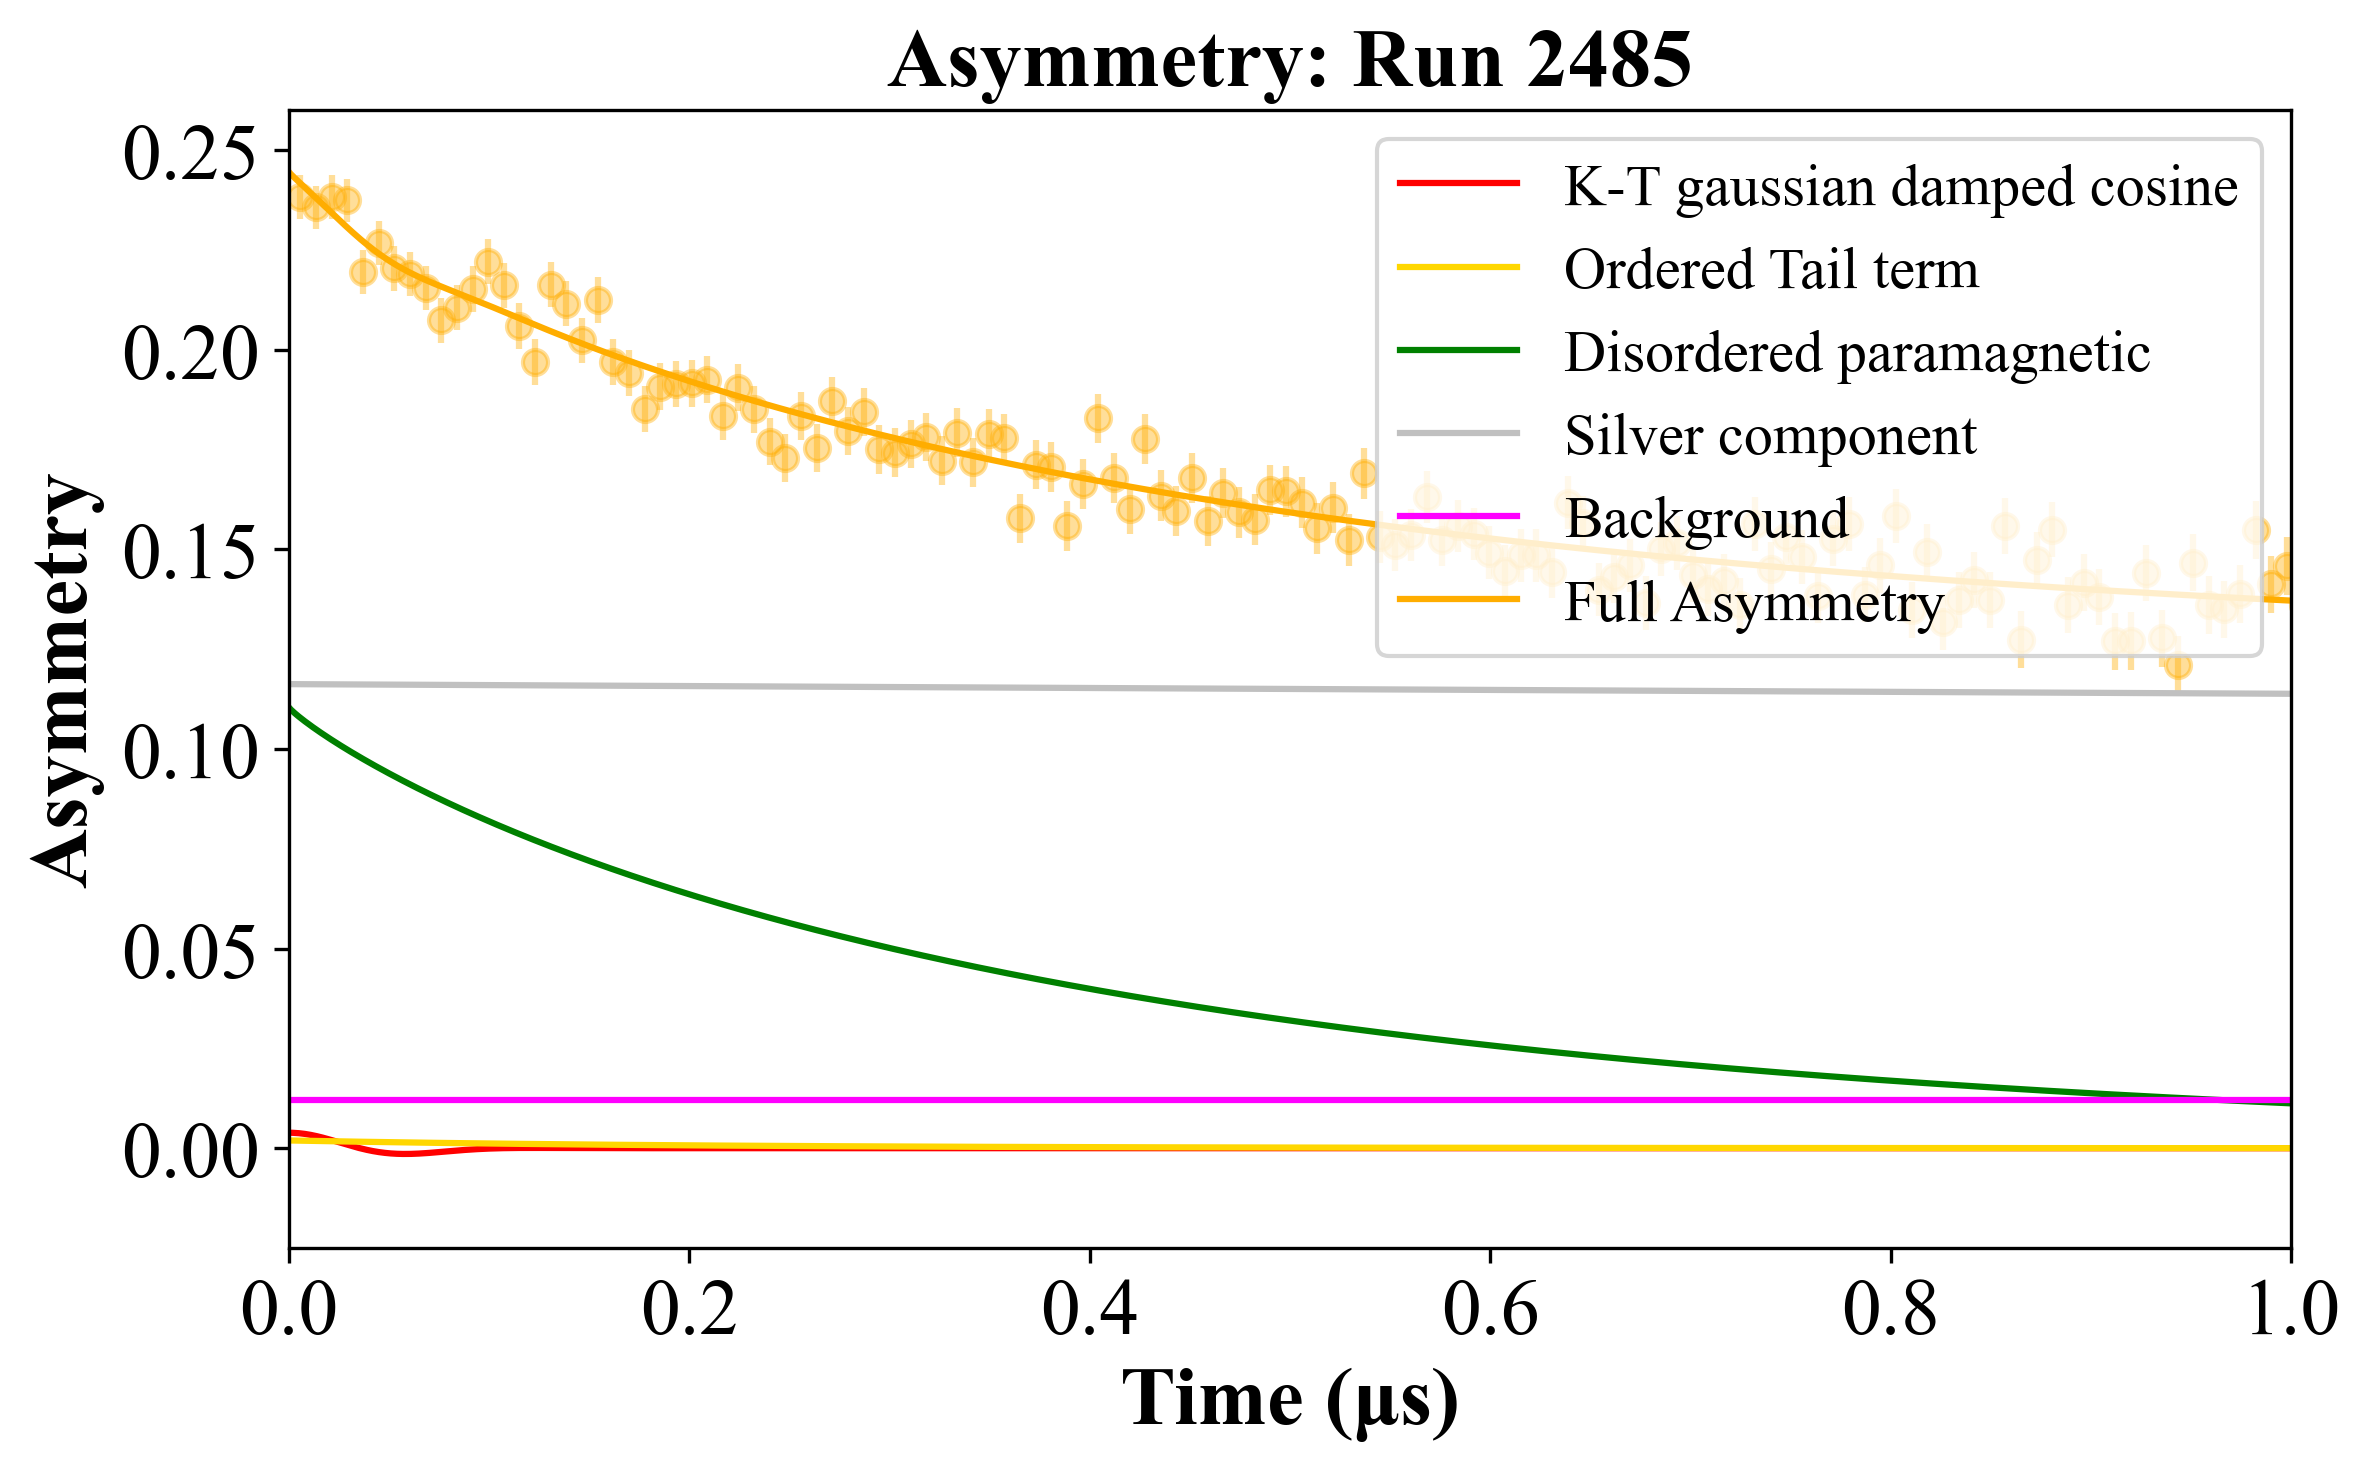 Asymmetry: Run 2485
0.25
0.20
0.15
0.10
0.05
0.00
Asymmetry
K-T gaussian damped cosine
Ordered Tail term
Disordered paramagnetic
Silver component
Background
Full Asymmetry
0.0 0.2 0.4 0.6 0.8 1.0
Time (μs)